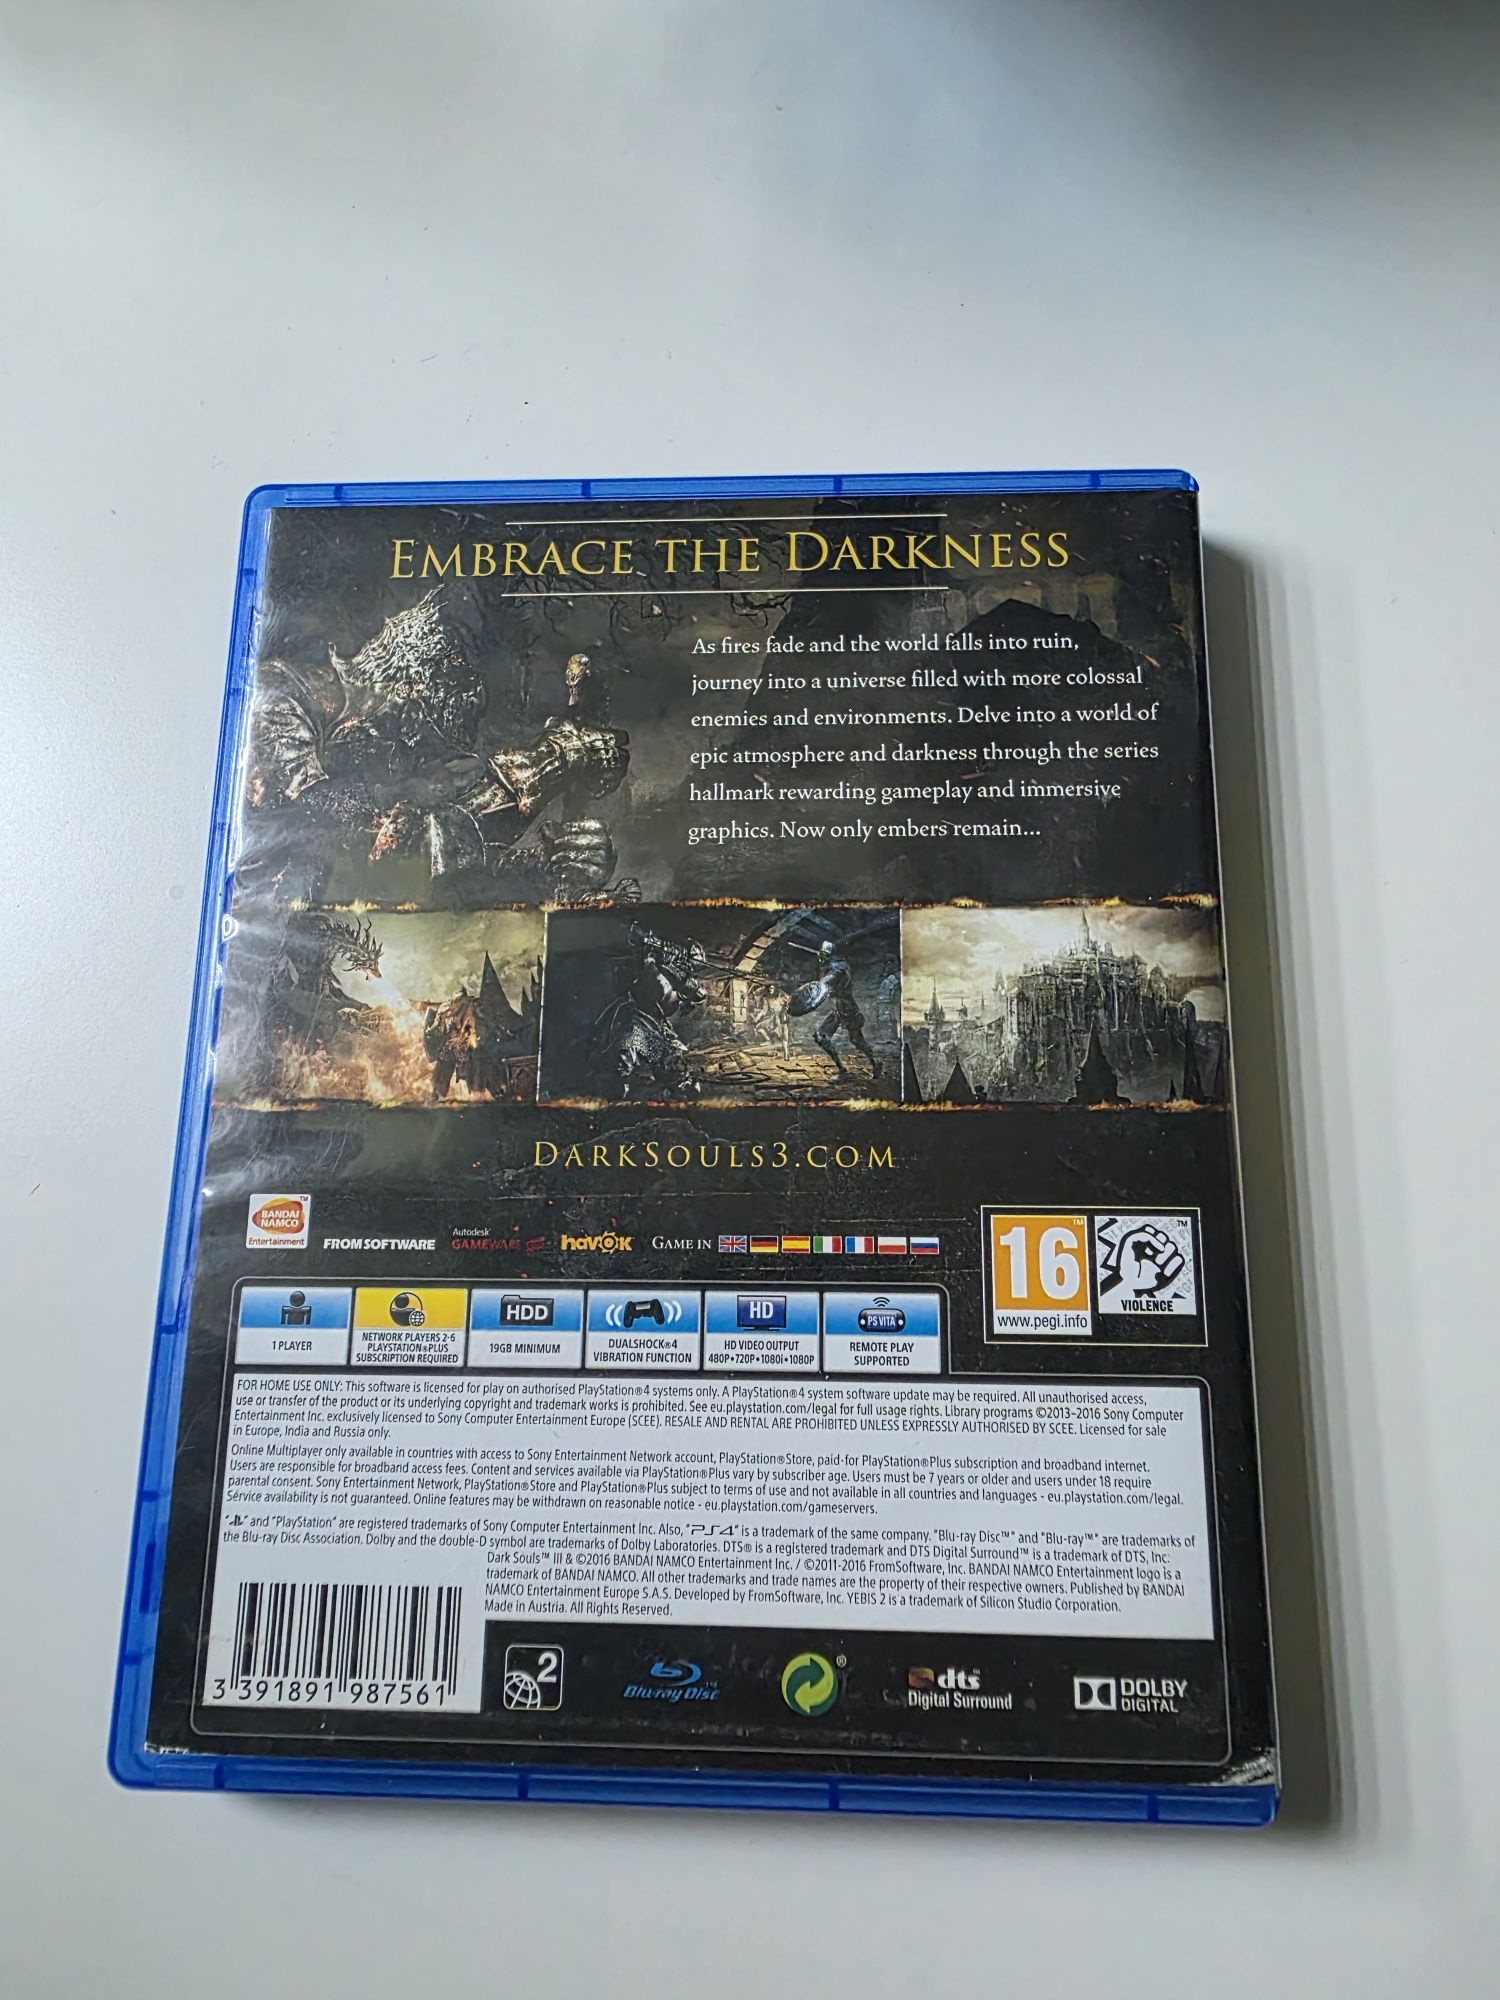 EMBRACE THE DARKNESS
As fires fade and the world falls into ruin,
journey into a universe filled with more colossal
enemies and environments. Delve into a world of
epic atmosphere and darkness through the series
hallmark rewarding gameplay and immersive
graphics. Now only embers remain...
DARKSOULS3.COM
BANDAI
NAMCO
Entertainment
FROMSOFTWARE
Autodesk
GAMEWARE
havOK
GAME IN
16
www.pegi.info
VIOLENCE
1 PLAYER
NETWORK PLAYERS 2-6
PLAYSTATION®PLUS
SUBSCRIPTION REQUIRED
HDD
19GB MINIMUM
DUALSHOCK®4
VIBRATION FUNCTION
HD
HD VIDEO OUTPUT
480P•720P•1080i•1080P
PS VITA
REMOTE PLAY
SUPPORTED
FOR HOME USE ONLY: This software is licensed for play on authorised PlayStation®4 systems only. A PlayStation®4 system software update may be required. All unauthorised access,
use or transfer of the product or its underlying copyright and trademark works is prohibited. See eu.playstation.com/legal for full usage rights. Library programs ©2013-2016 Sony Computer
Entertainment Inc. exclusively licensed to Sony Computer Entertainment Europe (SCEE). RESALE AND RENTAL ARE PROHIBITED UNLESS EXPRESSLY AUTHORISED BY SCEE. Licensed for sale
in Europe, India and Russia only.
Online Multiplayer only available in countries with access to Sony Entertainment Network account, PlayStation®Store, paid-for PlayStation®Plus subscription and broadband internet.
Users are responsible for broadband access fees. Content and services available via PlayStation®Plus vary by subscriber age. Users must be 7 years or older and users under 18 require
parental consent. Sony Entertainment Network, PlayStation®Store and PlayStation®Plus subject to terms of use and not available in all countries and languages - eu.playstation.com/legal.
Service availability is not guaranteed. Online features may be withdrawn on reasonable notice - eu.playstation.com/gameservers.
" " and "PlayStation" are registered trademarks of Sony Computer Entertainment Inc. Also, "PS4" is a trademark of the same company. "Blu-ray Disc™" and "Blu-ray™" are trademarks of
the Blu-ray Disc Association. Dolby and the double-D symbol are trademarks of Dolby Laboratories. DTS® is a registered trademark and DTS Digital Surround™ is a trademark of DTS, Inc.
Dark Souls™ III & ©2016 BANDAI NAMCO Entertainment Inc. / ©2011-2016 FromSoftware, Inc. BANDAI NAMCO Entertainment logo is a
trademark of BANDAI NAMCO. All other trademarks and trade names are the property of their respective owners. Published by BANDAI
NAMCO Entertainment Europe S.A.S. Developed by FromSoftware, Inc. YEBIS 2 is a trademark of Silicon Studio Corporation.
Made in Austria. All Rights Reserved.
3 391891 987561
2
Blu-ray Disc
dts
Digital Surround
DOLBY
DIGITAL